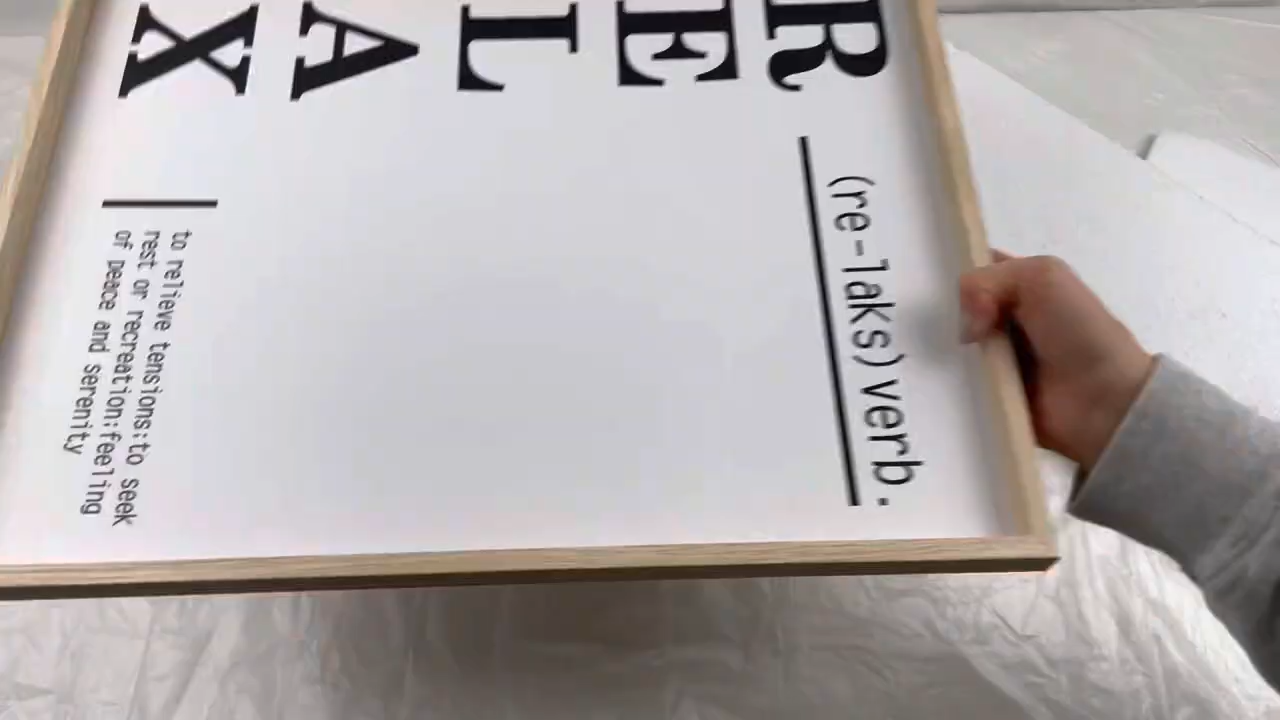 R
E
L
A
X
(re-laks) verb.
to relieve tensions:to seek
rest or recreation:feeling
of peace and serenity